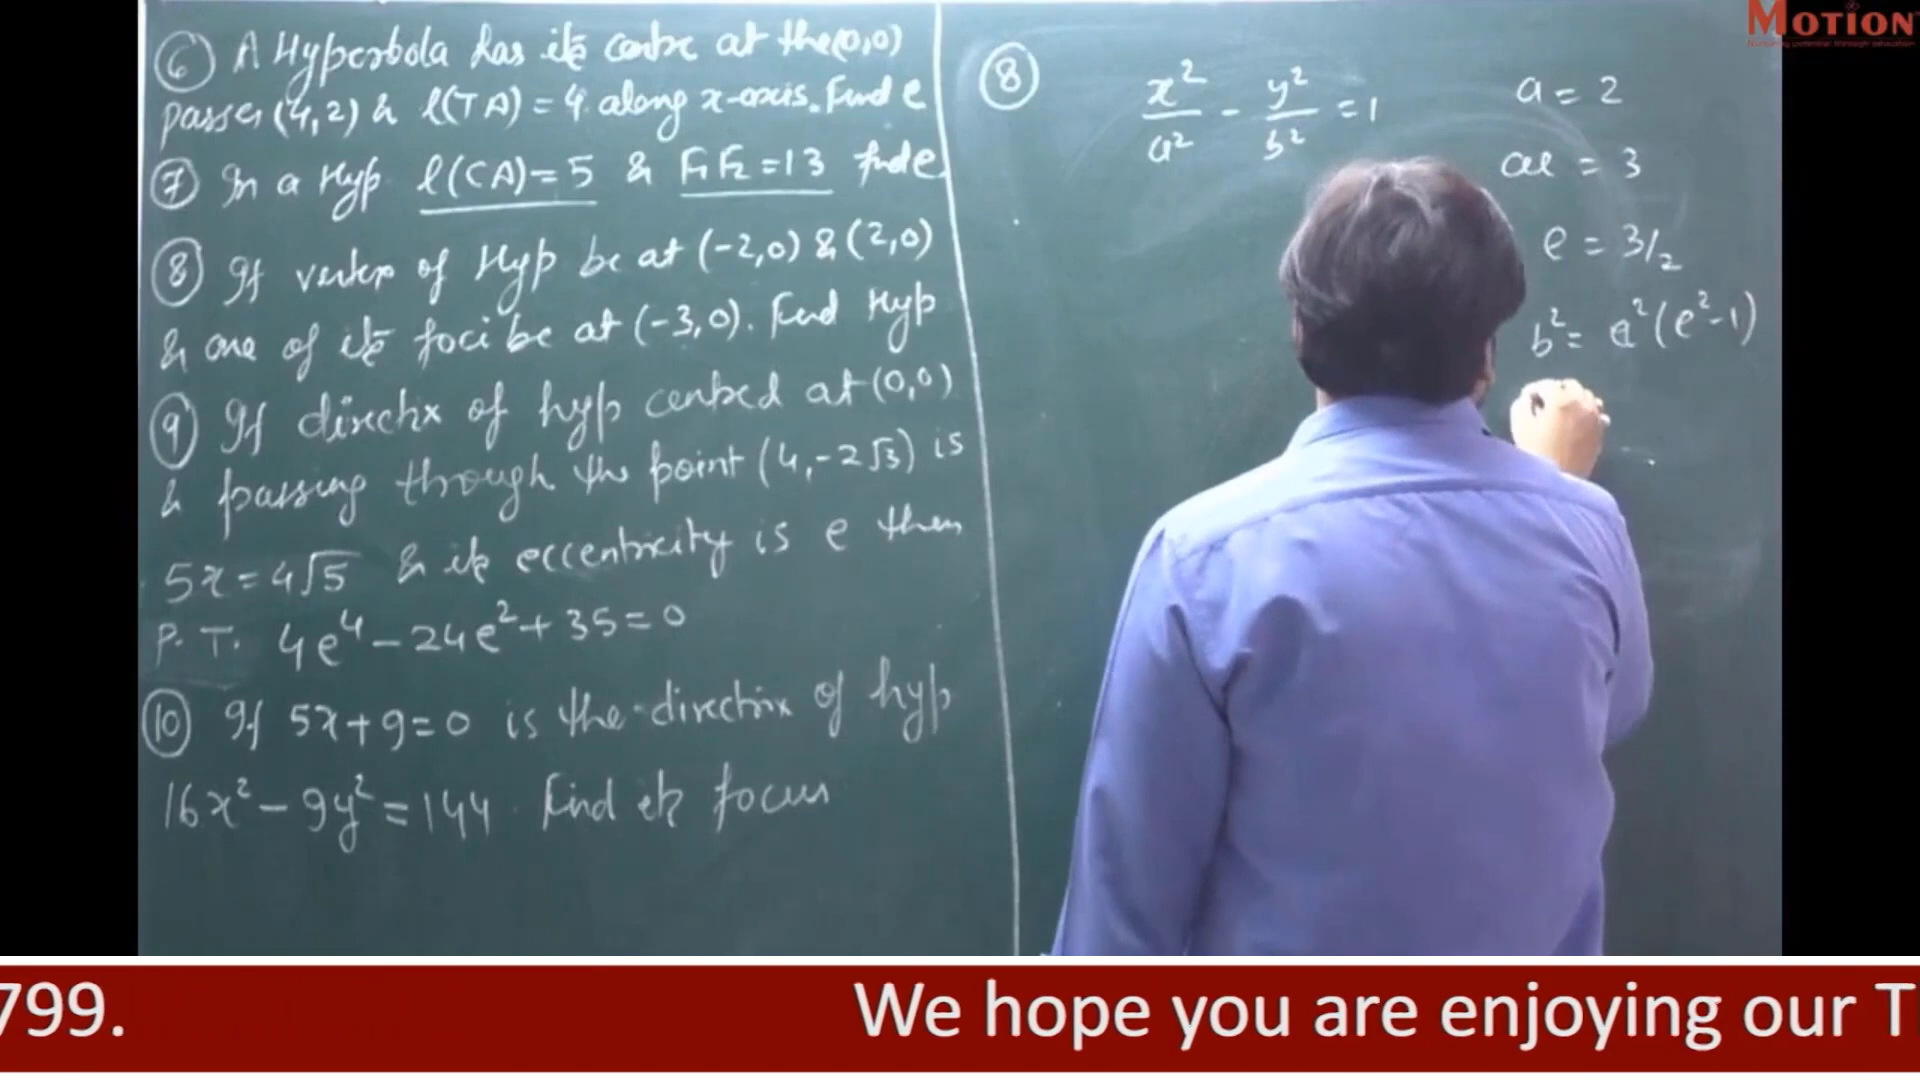 ⑥ A Hyperbola has its centre at the (0,0)
passes (4,2) & l(TA) = 4 along x-axis. Find e
⑦ In a Hyp l(CA) = 5 & F₁F₂ = 13 find e
⑧ If vertex of Hyp be at (-2,0) & (2,0)
& one of its foci be at (-3,0). Find Hyp
⑨ If directx of hyp centred at (0,0)
& passing through the point (4,-2√3) is
5x = 4√5 & its eccentricity is e then
P.T. 4e⁴ - 24e² + 35 = 0
⑩ If 5x + 9 = 0 is the directrix of hyp
16x² - 9y² = 144. Find its focus
⑧ x²/a² - y²/b² = 1
a = 2
ae = 3
e = 3/2
b² = a²(e²-1)
MOTION
799. We hope you are enjoying our T